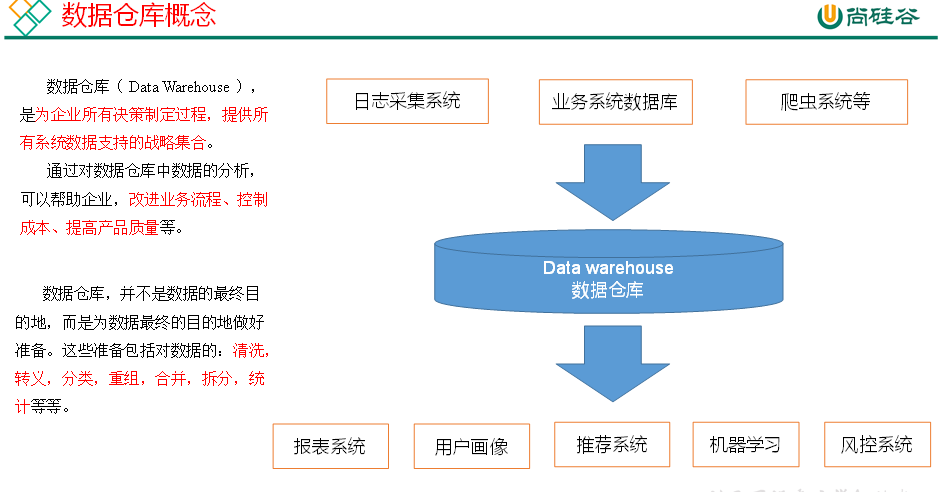 数据仓库概念
尚硅谷
数据仓库（ Data Warehouse ），
是为企业所有决策制定过程，提供所
有系统数据支持的战略集合。
通过对数据仓库中数据的分析，
可以帮助企业，改进业务流程、控制
成本、提高产品质量等。
数据仓库，并不是数据的最终目
的地，而是为数据最终的目的地做好
准备。这些准备包括对数据的：清洗，
转义，分类，重组，合并，拆分，统
计等等。
日志采集系统
业务系统数据库
爬虫系统等
Data warehouse
数据仓库
报表系统
用户画像
推荐系统
机器学习
风控系统